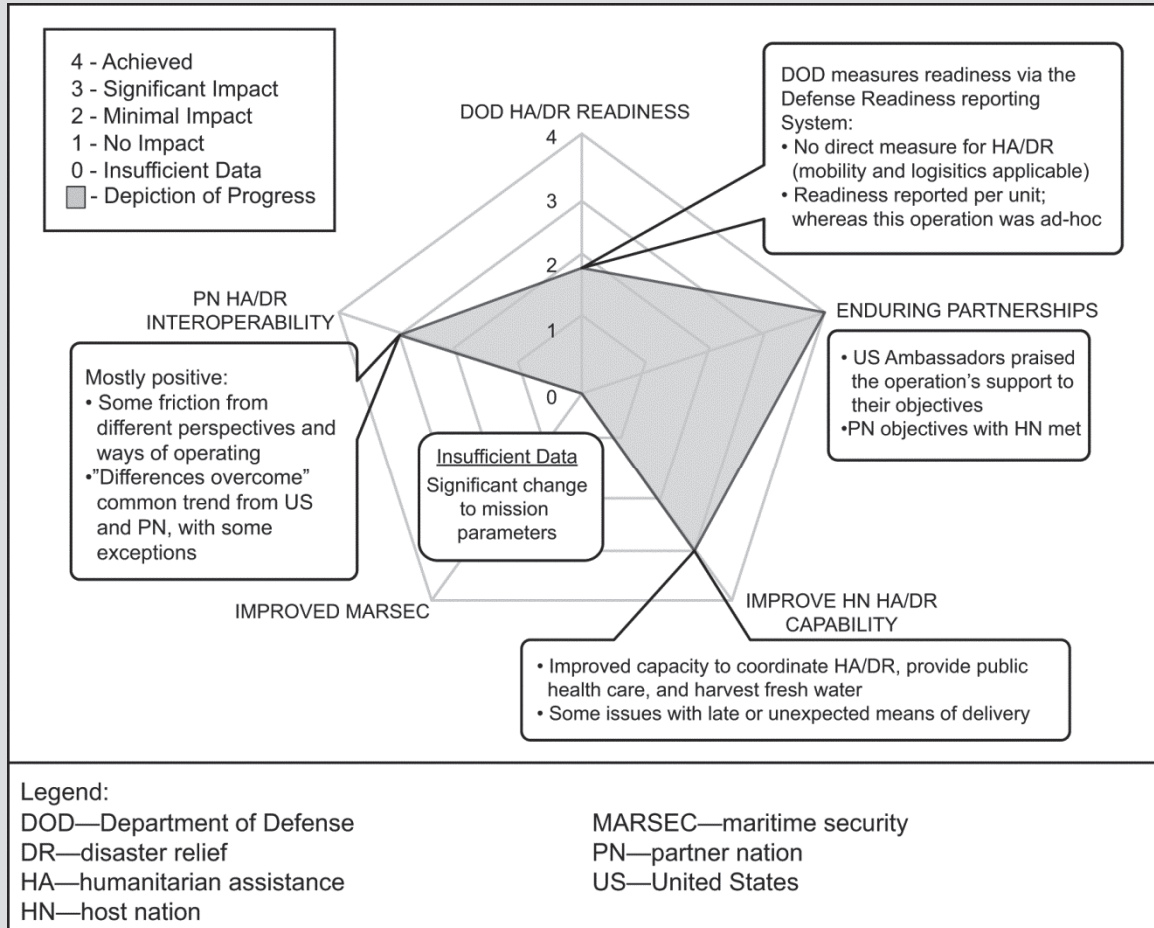 4 - Achieved
3 - Significant Impact
2 - Minimal Impact
1 - No Impact
0 - Insufficient Data
- Depiction of Progress
DOD HA/DR READINESS
4
3
2
1
0
DOD measures readiness via the
Defense Readiness reporting
System:
• No direct measure for HA/DR
(mobility and logisitics applicable)
• Readiness reported per unit;
whereas this operation was ad-hoc
PN HA/DR
INTEROPERABILITY
Mostly positive:
• Some friction from
different perspectives and
ways of operating
•"Differences overcome"
common trend from US
and PN, with some
exceptions
ENDURING PARTNERSHIPS
• US Ambassadors praised
the operation's support to
their objectives
•PN objectives with HN met
Insufficient Data
Significant change
to mission
parameters
IMPROVED MARSEC
IMPROVE HN HA/DR
CAPABILITY
• Improved capacity to coordinate HA/DR, provide public
health care, and harvest fresh water
• Some issues with late or unexpected means of delivery
Legend:
DOD—Department of Defense
DR—disaster relief
HA—humanitarian assistance
HN—host nation
MARSEC—maritime security
PN—partner nation
US—United States